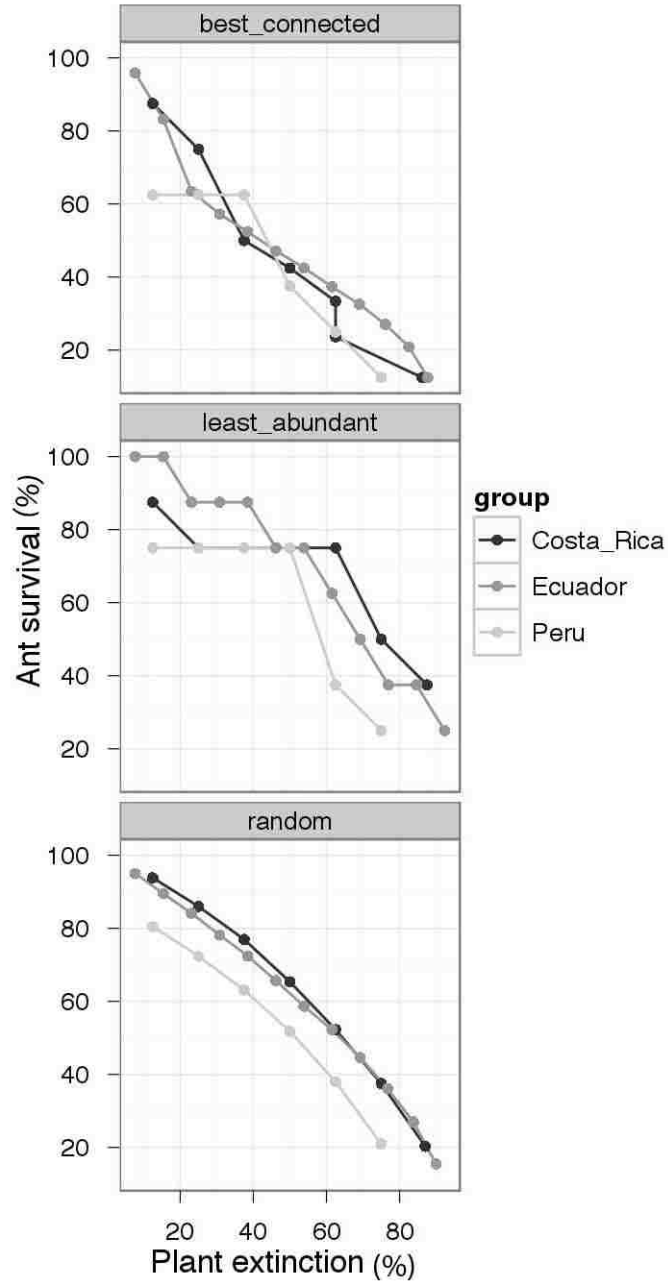 best_connected
100
80
60
40
20
least_abundant
100
80
60
40
20
random
100
80
60
40
20
20 40 60 80
Plant extinction (%)
Ant survival (%)
group
Costa_Rica
Ecuador
Peru